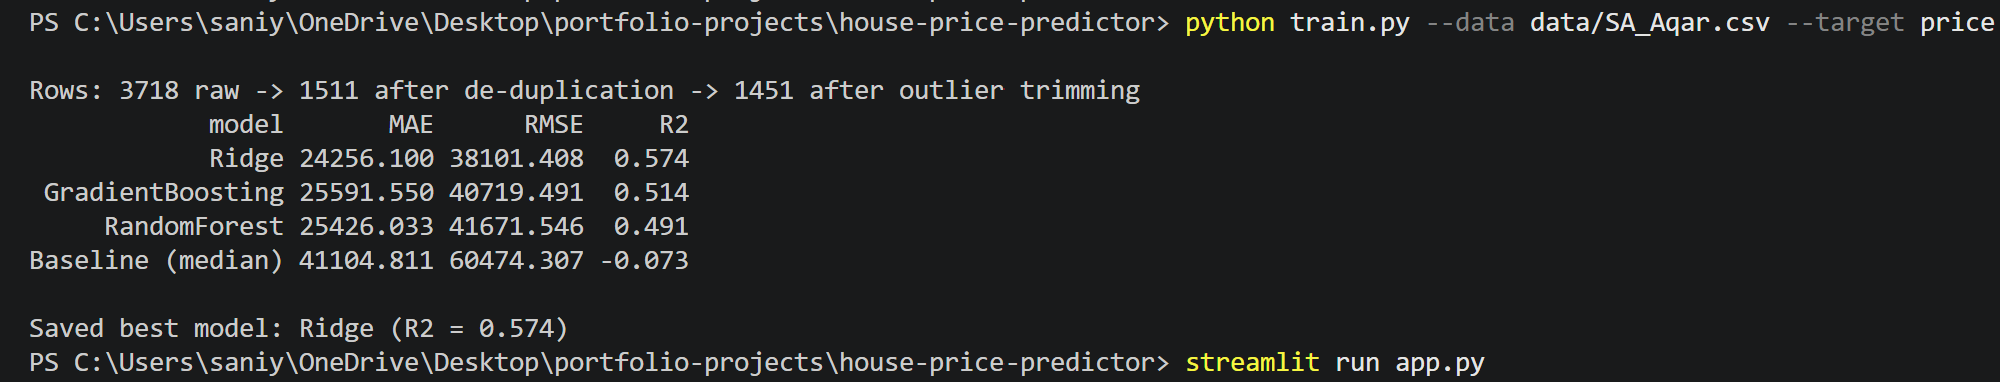 PS C:\Users\saniy\OneDrive\Desktop\portfolio-projects\house-price-predictor> python train.py --data data/SA_Aqar.csv --target price
Rows: 3718 raw -> 1511 after de-duplication -> 1451 after outlier trimming
model MAE RMSE R2
Ridge 24256.100 38101.408 0.574
GradientBoosting 25591.550 40719.491 0.514
RandomForest 25426.033 41671.546 0.491
Baseline (median) 41104.811 60474.307 -0.073
Saved best model: Ridge (R2 = 0.574)
PS C:\Users\saniy\OneDrive\Desktop\portfolio-projects\house-price-predictor> streamlit run app.py